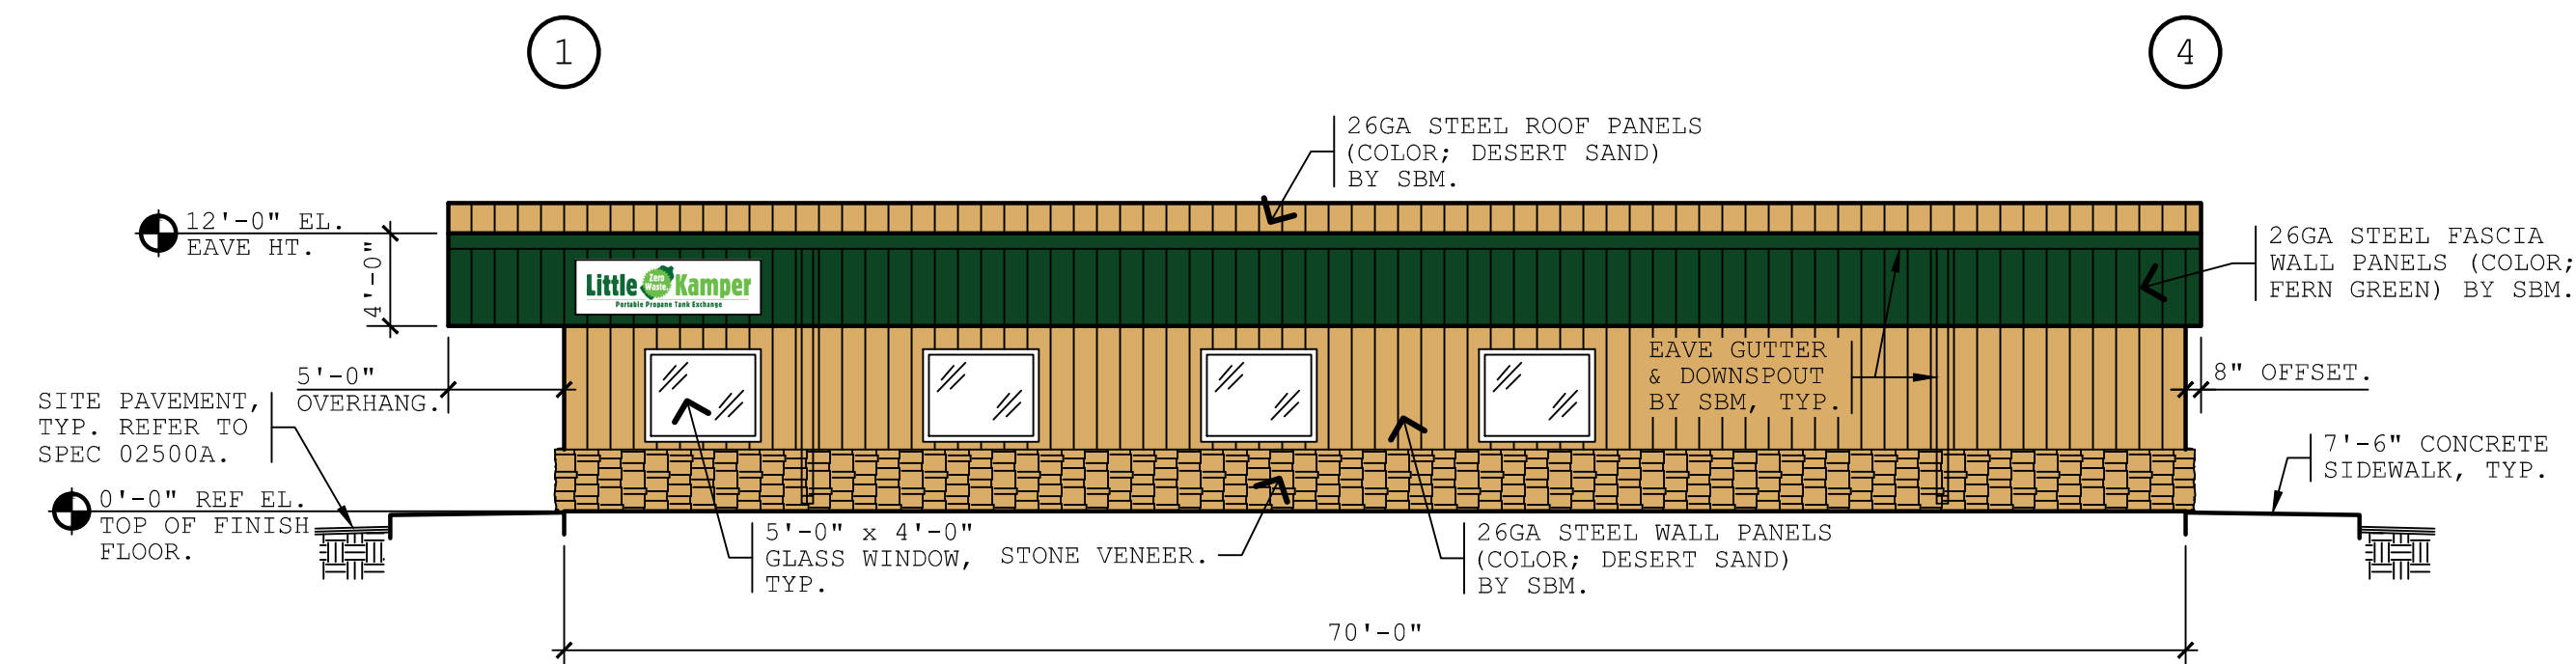 1
4
26GA STEEL ROOF PANELS
(COLOR; DESERT SAND)
BY SBM.
12'-0" EL.
EAVE HT.
4'-0"
26GA STEEL FASCIA
WALL PANELS (COLOR;
FERN GREEN) BY SBM.
Little Zero Waste. Kamper
Portable Propane Tank Exchange
EAVE GUTTER
& DOWNSPOUT
BY SBM, TYP.
5'-0"
OVERHANG.
8" OFFSET.
SITE PAVEMENT,
TYP. REFER TO
SPEC 02500A.
7'-6" CONCRETE
SIDEWALK, TYP.
0'-0" REF EL.
TOP OF FINISH
FLOOR.
5'-0" x 4'-0"
GLASS WINDOW,
TYP.
STONE VENEER.
26GA STEEL WALL PANELS
(COLOR; DESERT SAND)
BY SBM.
70'-0"